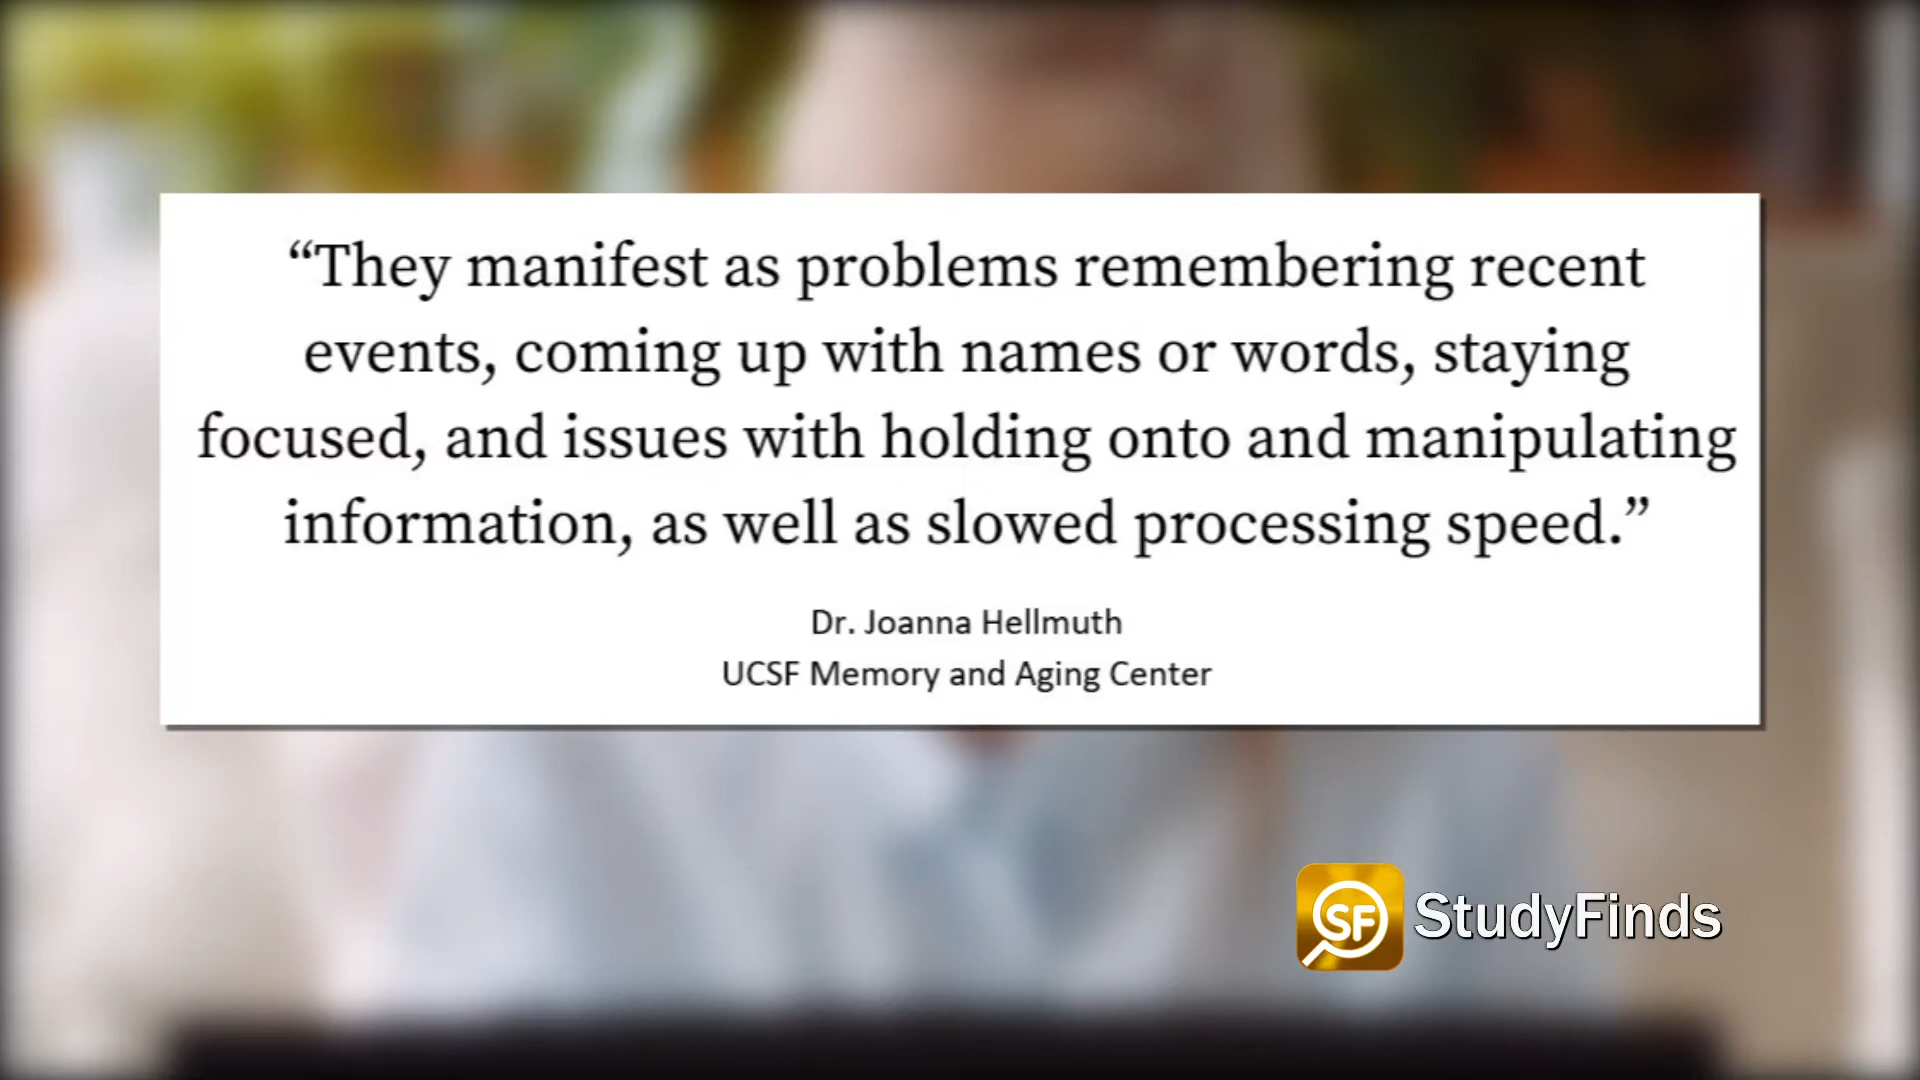 “They manifest as problems remembering recent
events, coming up with names or words, staying
focused, and issues with holding onto and manipulating
information, as well as slowed processing speed.”
Dr. Joanna Hellmuth
UCSF Memory and Aging Center
SF StudyFinds